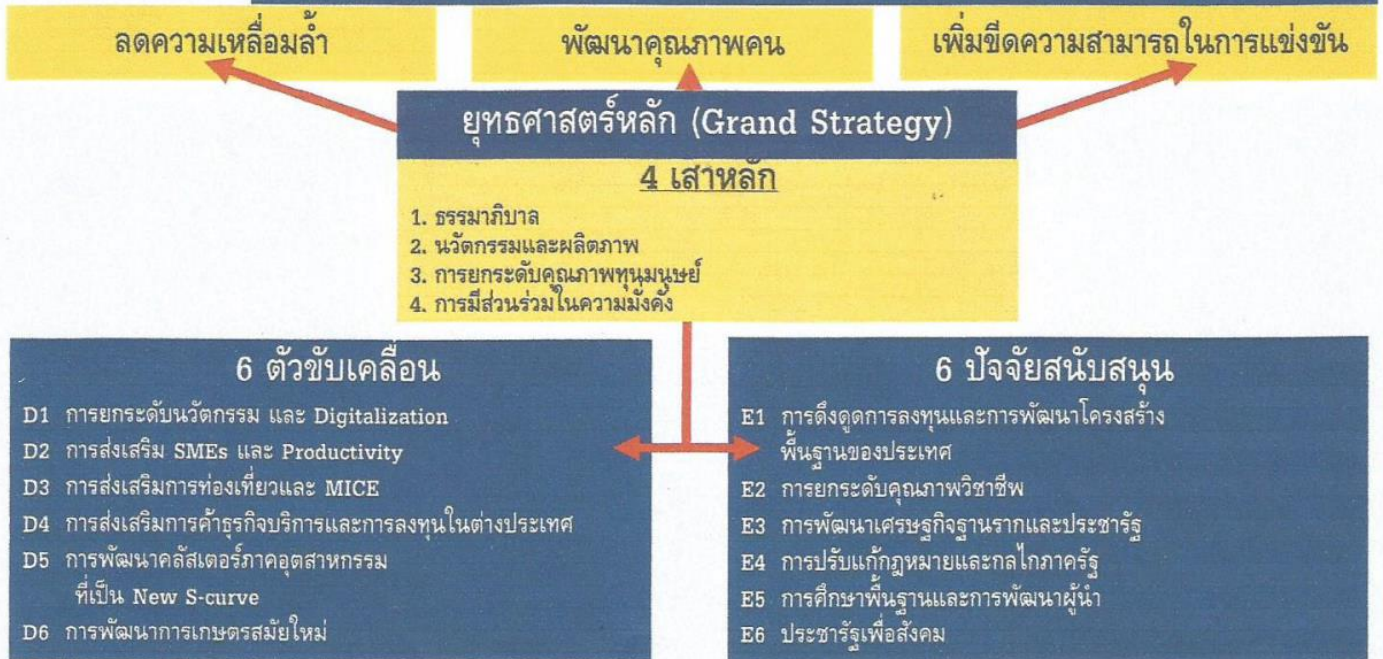 ลดความเหลื่อมล้ำ
พัฒนาคุณภาพคน
เพิ่มขีดความสามารถในการแข่งขัน
ยุทธศาสตร์หลัก (Grand Strategy)
4 เสาหลัก
1. ธรรมาภิบาล
2. นวัตกรรมและผลิตภาพ
3. การยกระดับคุณภาพทุนมนุษย์
4. การมีส่วนร่วมในความมั่งคั่ง
6 ตัวขับเคลื่อน
D1 การยกระดับนวัตกรรม และ Digitalization
D2 การส่งเสริม SMEs และ Productivity
D3 การส่งเสริมการท่องเที่ยวและ MICE
D4 การส่งเสริมการค้าธุรกิจบริการและการลงทุนในต่างประเทศ
D5 การพัฒนาคลัสเตอร์ภาคอุตสาหกรรม
ที่เป็น New S-curve
D6 การพัฒนาการเกษตรสมัยใหม่
6 ปัจจัยสนับสนุน
E1 การดึงดูดการลงทุนและการพัฒนาโครงสร้าง
พื้นฐานของประเทศ
E2 การยกระดับคุณภาพวิชาชีพ
E3 การพัฒนาเศรษฐกิจฐานรากและประชารัฐ
E4 การปรับแก้กฎหมายและกลไกภาครัฐ
E5 การศึกษาพื้นฐานและการพัฒนาผู้นำ
E6 ประชารัฐเพื่อสังคม